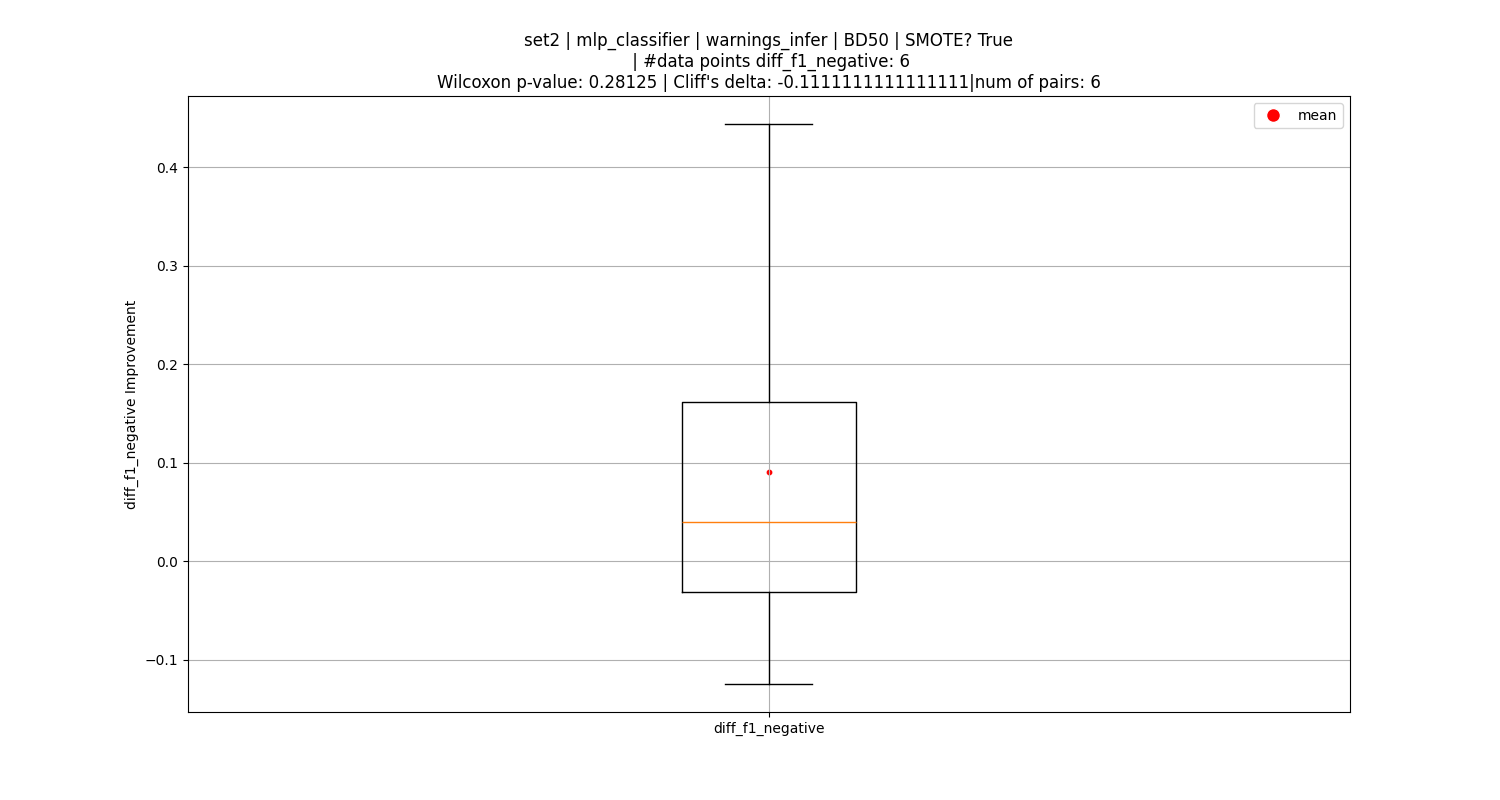 set2 | mlp_classifier | warnings_infer | BD50 | SMOTE? True
| #data points diff_f1_negative: 6
Wilcoxon p-value: 0.28125 | Cliff's delta: -0.1111111111111111|num of pairs: 6
mean
0.4
0.3
0.2
0.1
0.0
−0.1
diff_f1_negative Improvement
diff_f1_negative